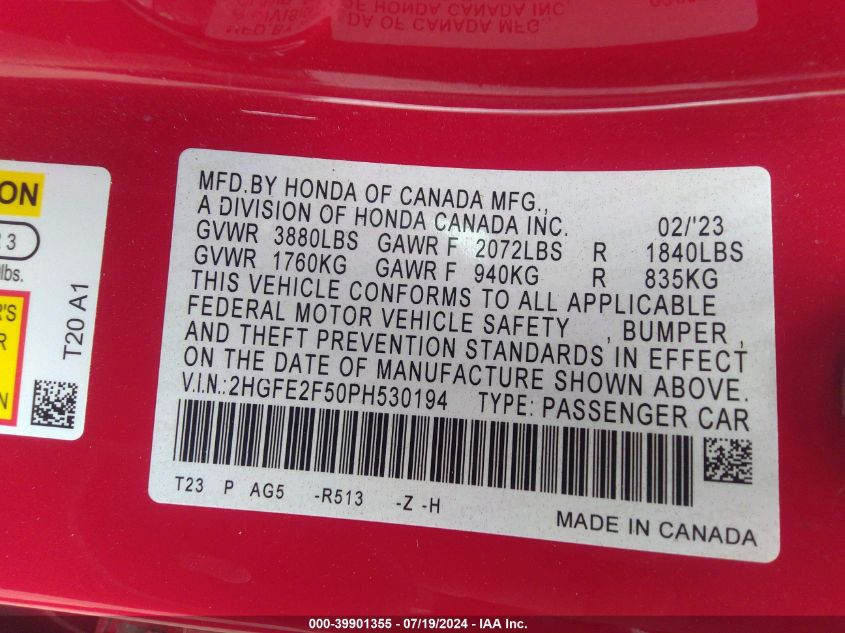 MFD.BY HONDA OF CANADA MFG.,
A DIVISION OF HONDA CANADA INC. 02/'23
GVWR 3880LBS GAWR F 2072LBS R 1840LBS
GVWR 1760KG GAWR F 940KG R 835KG
THIS VEHICLE CONFORMS TO ALL APPLICABLE
FEDERAL MOTOR VEHICLE SAFETY , BUMPER ,
AND THEFT PREVENTION STANDARDS IN EFFECT
ON THE DATE OF MANUFACTURE SHOWN ABOVE.
V.I.N.:2HGFE2F50PH530194 TYPE: PASSENGER CAR
T23 P AG5 -R513 -Z -H
MADE IN CANADA
ON
3
lbs.
R'S
R
N
T20 A1
000-39901355 - 07/19/2024 - IAA Inc.